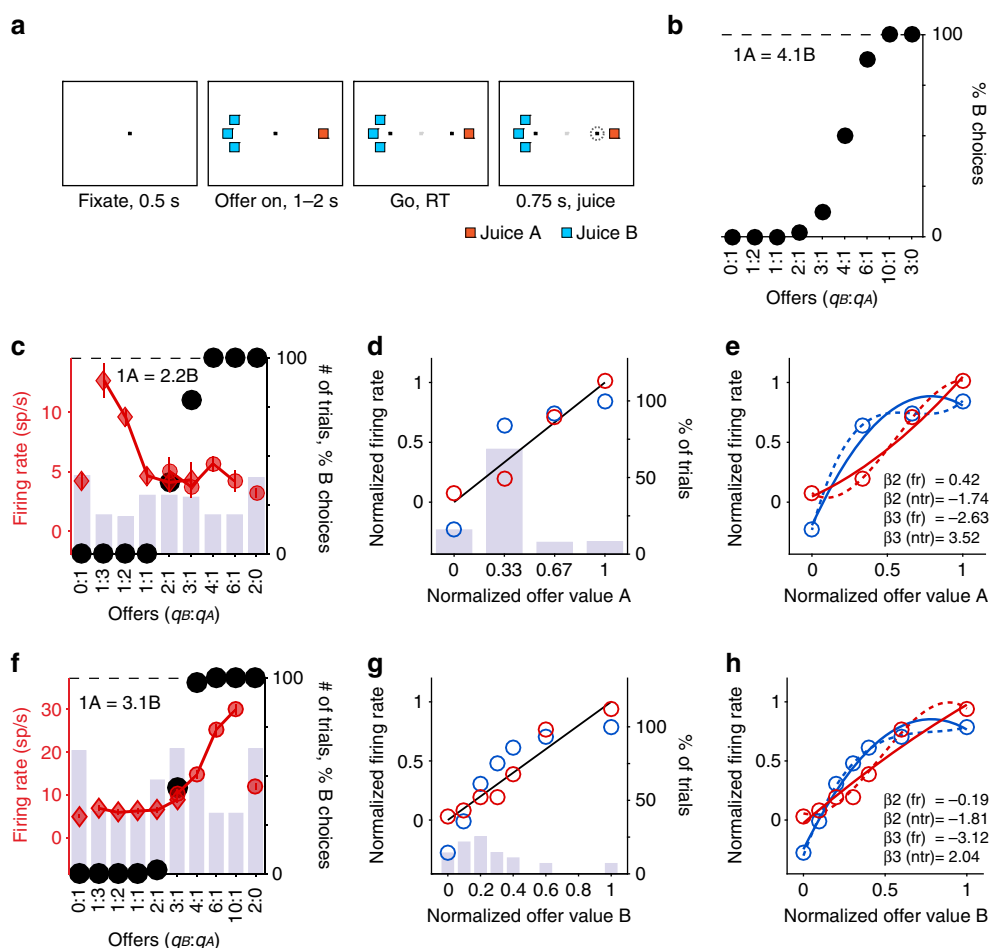 a
Fixate, 0.5 s
Offer on, 1–2 s
Go, RT
0.75 s, juice
Juice A
Juice B
b
1A = 4.1B
100
0
% B choices
0:1
1:2
1:1
2:1
3:1
4:1
6:1
10:1
3:0
Offers (qB:qA)
c
1A = 2.2B
Firing rate (sp/s)
10
5
0
100
0
# of trials, % B choices
0:1
1:3
1:2
1:1
2:1
3:1
4:1
6:1
2:0
Offers (qB:qA)
d
Normalized firing rate
1
0.5
0
100
50
0
% of trials
0
0.33
0.67
1
Normalized offer value A
e
Normalized firing rate
1
0.5
0
β2 (fr) = 0.42
β2 (ntr) = −1.74
β3 (fr) = −2.63
β3 (ntr) = 3.52
0
0.5
1
Normalized offer value A
f
1A = 3.1B
Firing rate (sp/s)
30
20
10
0
100
0
# of trials, % B choices
0:1
1:3
1:2
1:1
2:1
3:1
4:1
6:1
10:1
2:0
Offers (qB:qA)
g
Normalized firing rate
1
0.5
0
100
50
0
% of trials
0
0.2
0.4
0.6
0.8
1
Normalized offer value B
h
Normalized firing rate
1
0.5
0
β2 (fr) = −0.19
β2 (ntr) = −1.81
β3 (fr) = −3.12
β3 (ntr) = 2.04
0
0.5
1
Normalized offer value B